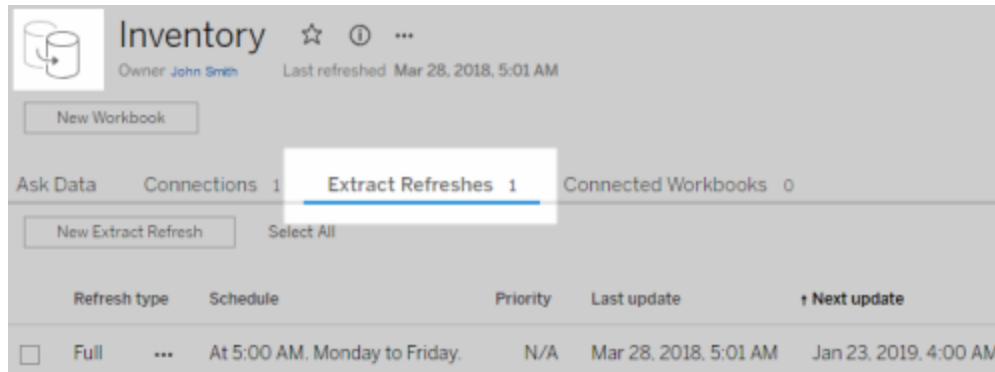 Inventory
Owner John Smith Last refreshed Mar 28, 2018, 5:01 AM
New Workbook
Ask Data Connections 1 Extract Refreshes 1 Connected Workbooks 0
New Extract Refresh Select All
Refresh type Schedule Priority Last update ↑ Next update
Full ••• At 5:00 AM, Monday to Friday. N/A Mar 28, 2018, 5:01 AM Jan 23, 2019, 4:00 AM